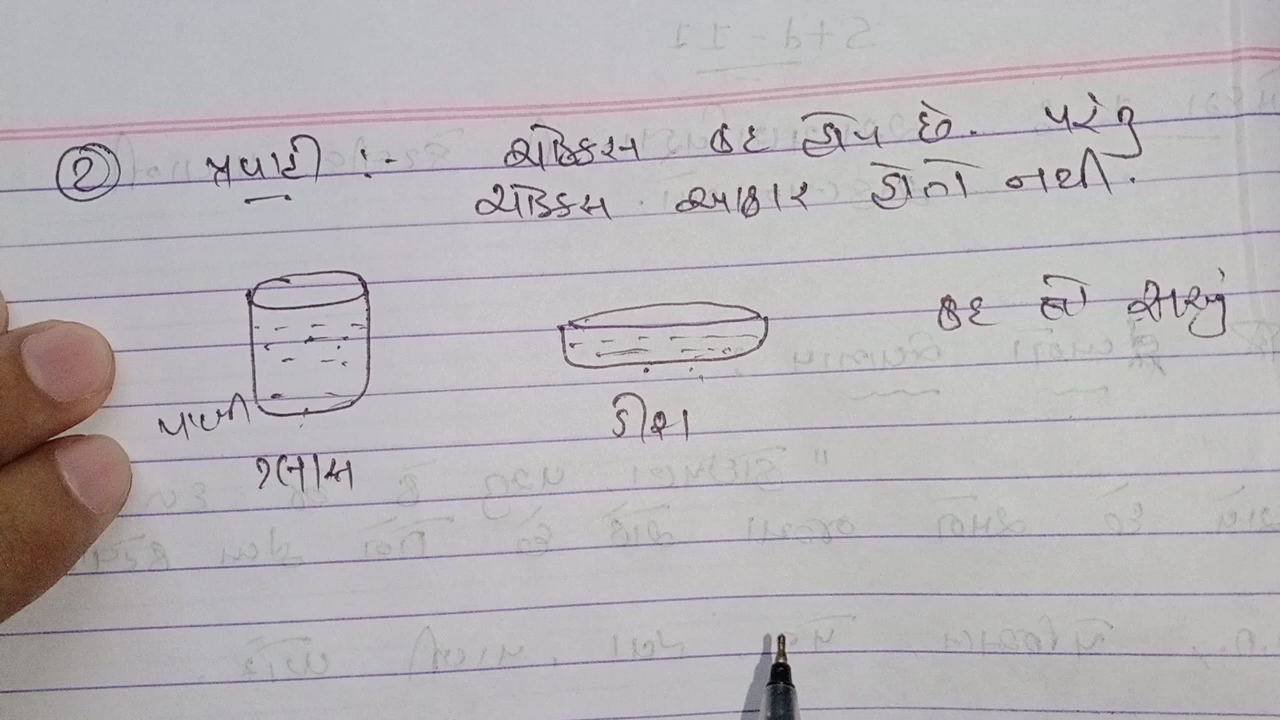 ② પ્રવાહી :- ચોક્કસ કદ હોય છે. પરંતુ
ચોક્કસ આકાર હોતો નથી.
કદ તો સરખું
પાણી
ડીશ
ગ્લાસ